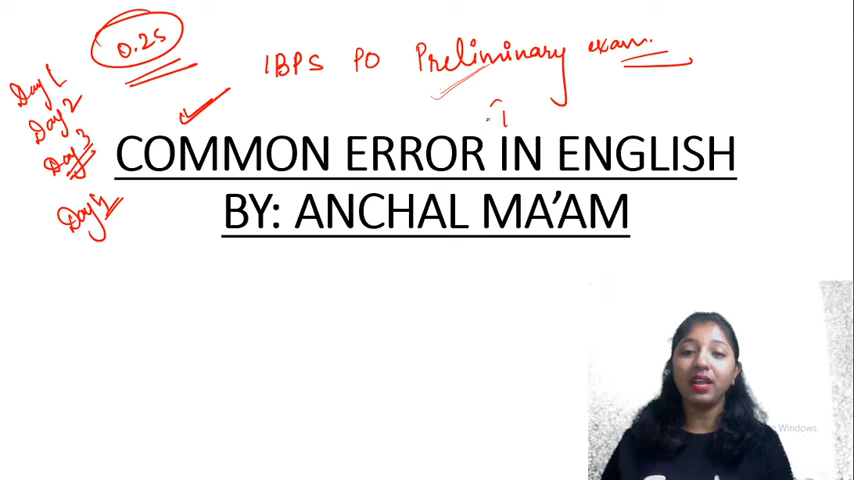 0.25
IBPS PO Preliminary exam.
Day 1
Day 2
Day 3
Day 4
COMMON ERROR IN ENGLISH
BY: ANCHAL MA’AM
Windows.